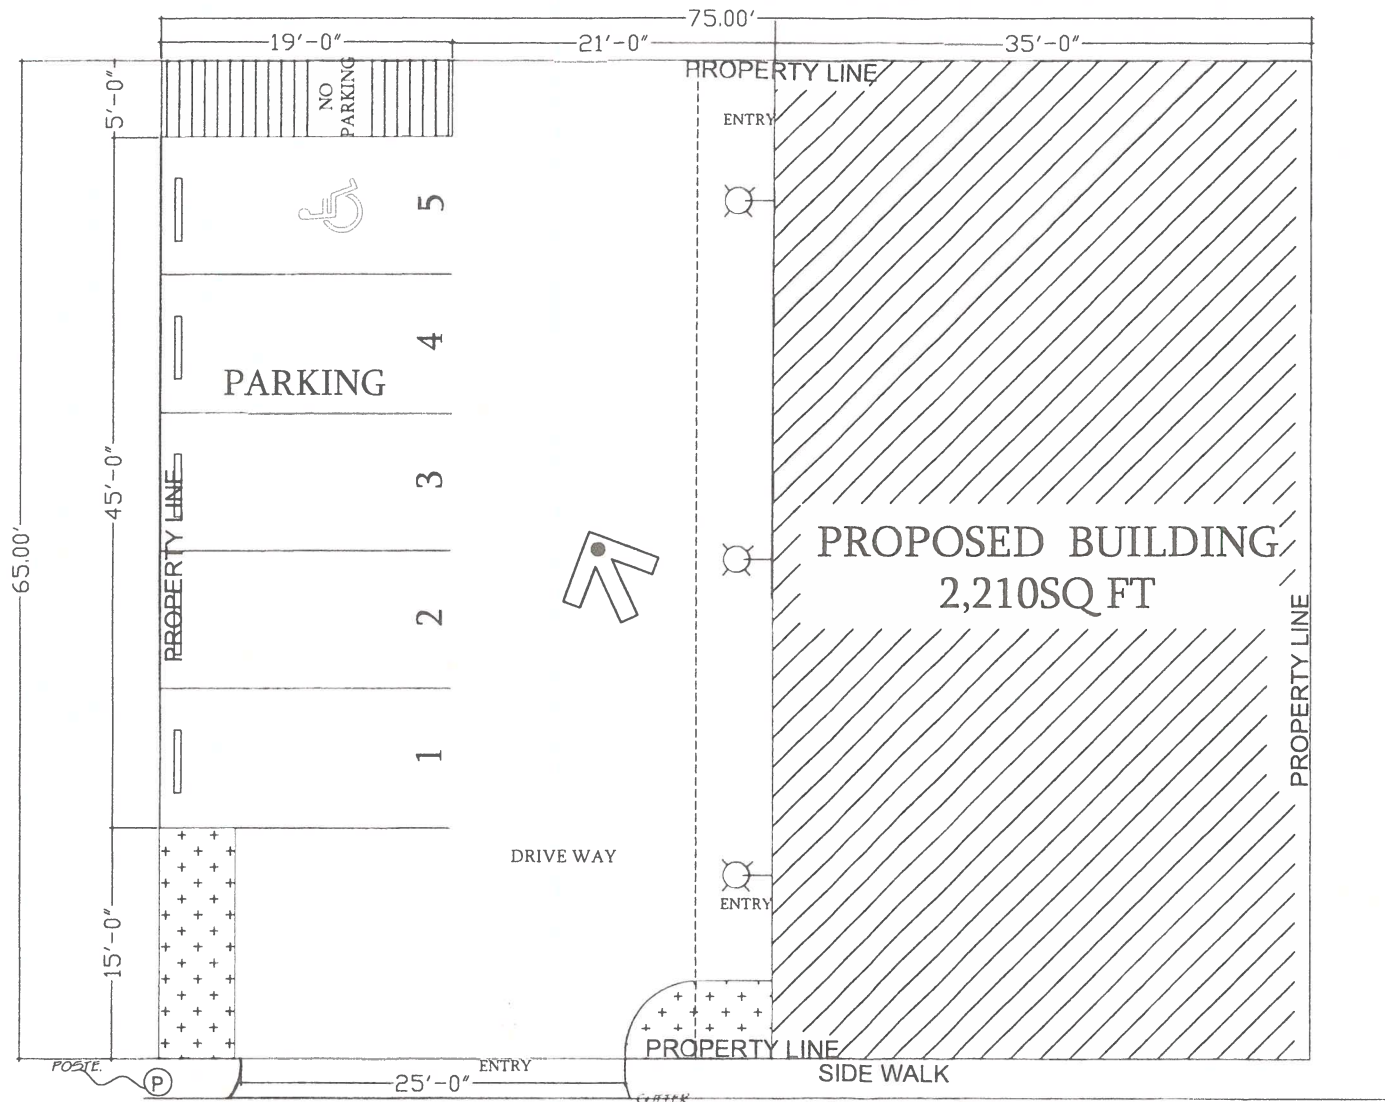 75.00'
19'-0"
21'-0"
35'-0"
PROPERTY LINE
5'-0"
NO
PARKING
ENTRY
5
4
PARKING
3
45'-0"
65.00'
PROPERTY LINE
2
1
PROPOSED BUILDING
2,210SQ FT
PROPERTY LINE
DRIVE WAY
ENTRY
15'-0"
PROPERTY LINE
POSTE.
P
ENTRY
25'-0"
SIDE WALK